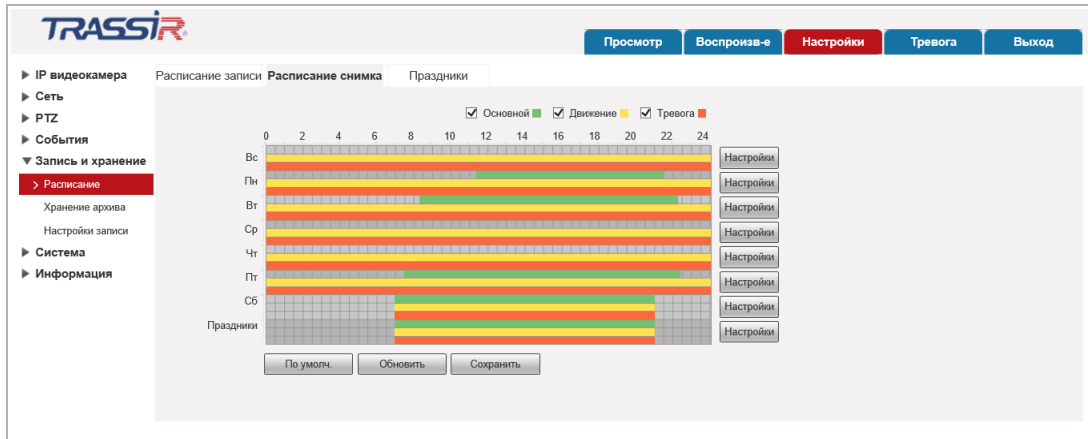 TRASSIR
Просмотр Воспроизв-е Настройки Тревога Выход
IP видеокамера
Сеть
PTZ
События
Запись и хранение
Расписание
Хранение архива
Настройки записи
Система
Информация
Расписание записи Расписание снимка Праздники
Основной Движение Тревога
0 2 4 6 8 10 12 14 16 18 20 22 24
Вс Настройки
Пн Настройки
Вт Настройки
Ср Настройки
Чт Настройки
Пт Настройки
Сб Настройки
Праздники Настройки
По умолч. Обновить Сохранить